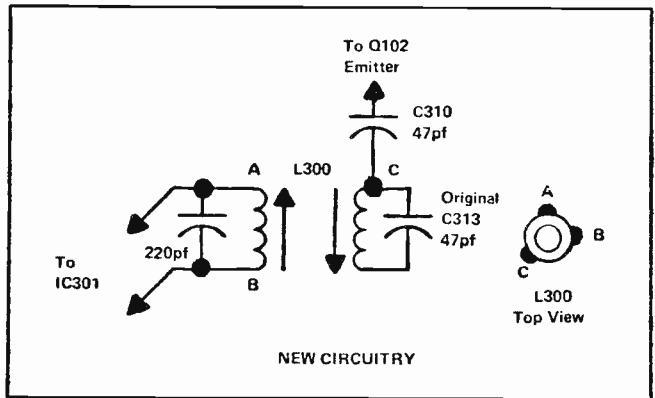 To Q102
Emitter
C310
47pf
A
L300
C
Original
C313
47pf
220pf
To
IC301
B
A
B
C
L300
Top View
NEW CIRCUITRY